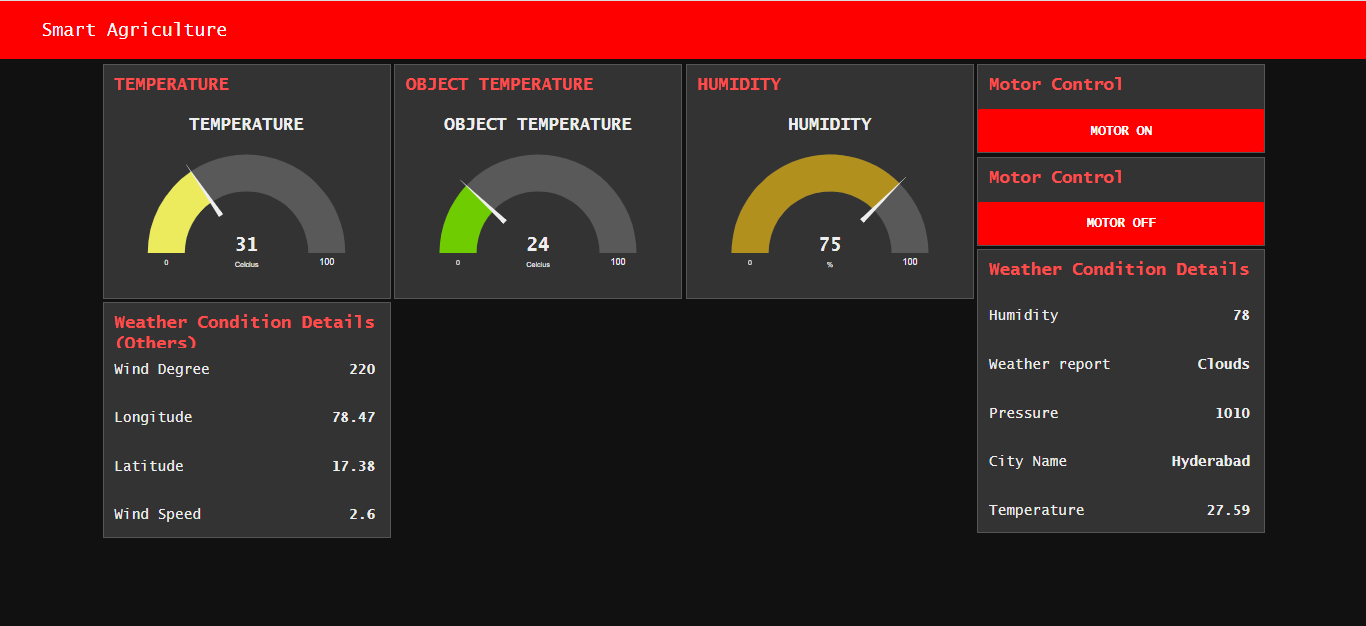 Smart Agriculture
TEMPERATURE
TEMPERATURE
31
Celcius
0
100
OBJECT TEMPERATURE
OBJECT TEMPERATURE
24
Celcius
0
100
HUMIDITY
HUMIDITY
75
%
0
100
Motor Control
MOTOR ON
Motor Control
MOTOR OFF
Weather Condition Details
Humidity 78
Weather report Clouds
Pressure 1010
City Name Hyderabad
Temperature 27.59
Weather Condition Details
(Others)
Wind Degree 220
Longitude 78.47
Latitude 17.38
Wind Speed 2.6